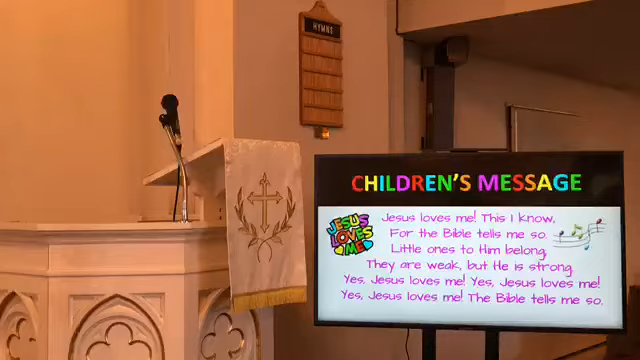 HYMNS
CHILDREN'S MESSAGE
JESUS
LOVES
ME
Jesus loves me! This I know,
For the Bible tells me so.
Little ones to Him belong,
They are weak, but He is strong.
Yes, Jesus loves me! Yes, Jesus loves me!
Yes, Jesus loves me! The Bible tells me so.